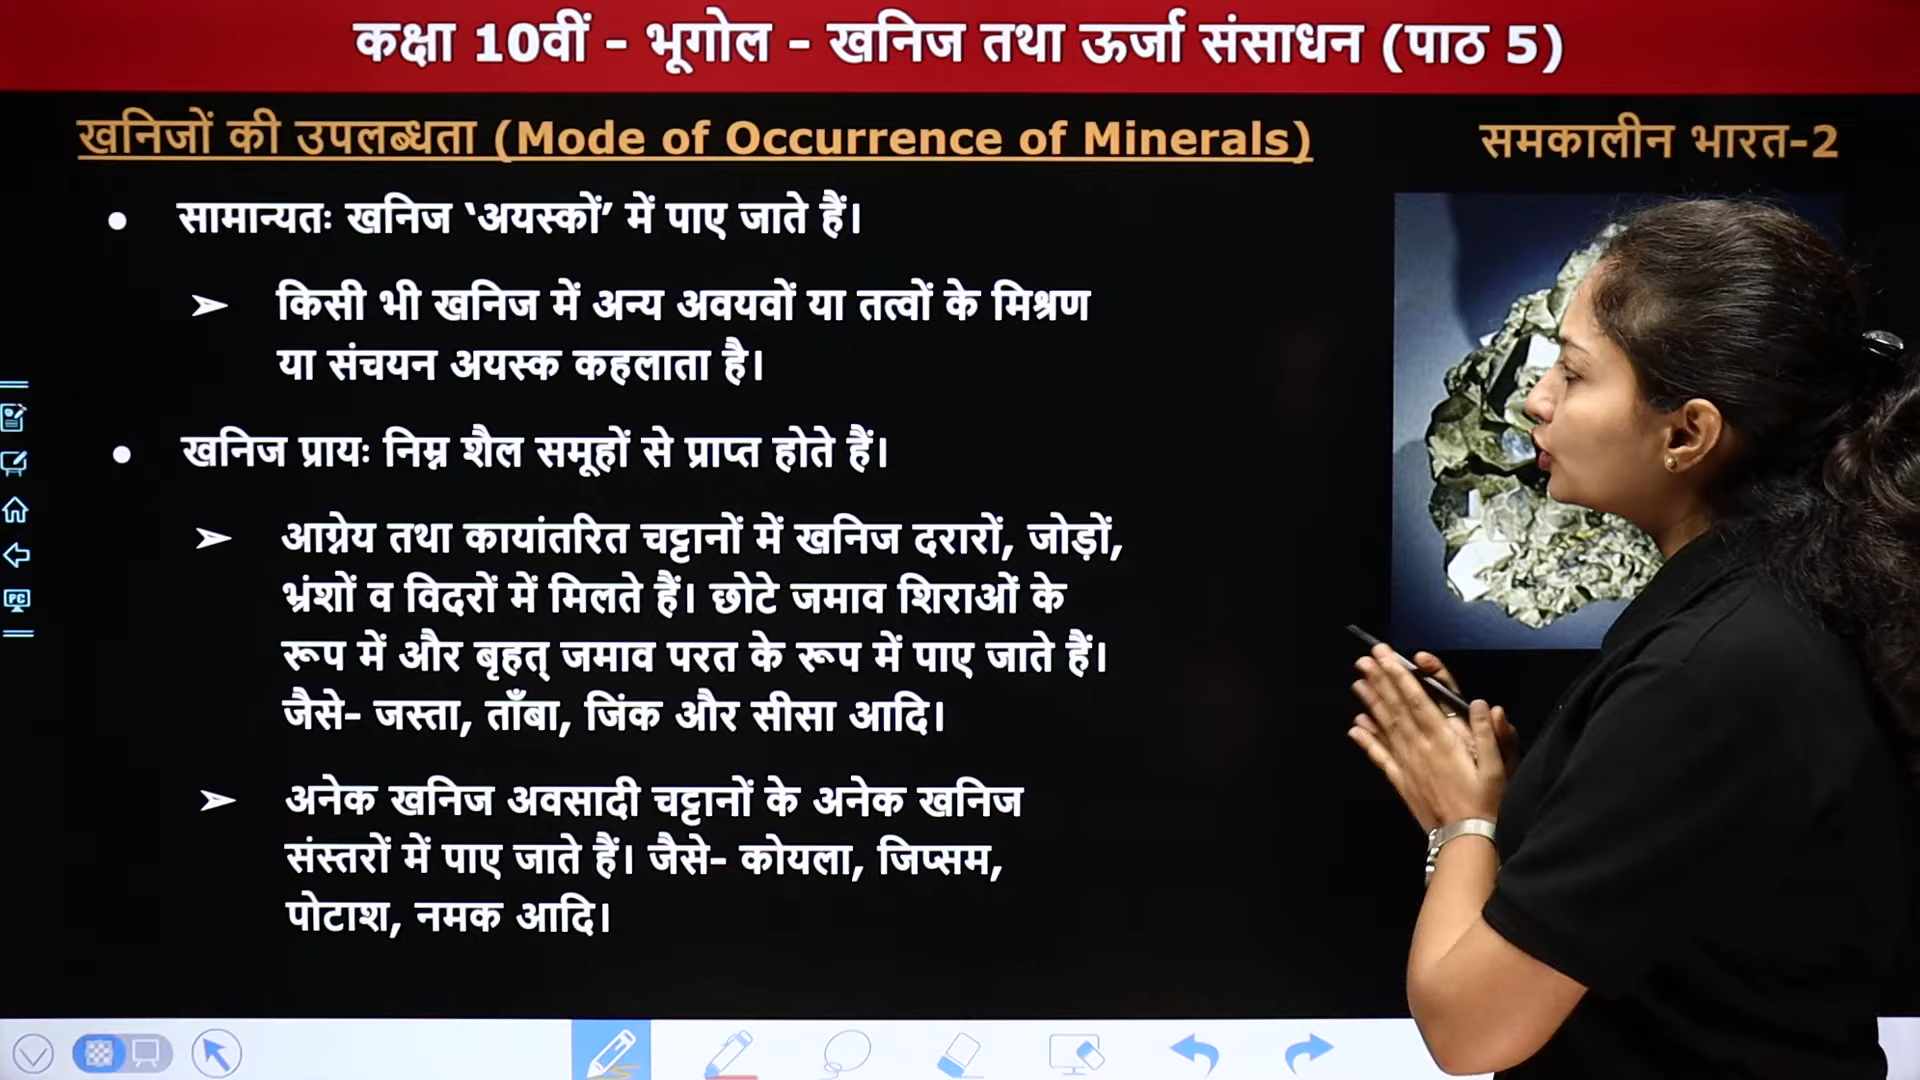 कक्षा 10वीं - भूगोल - खनिज तथा ऊर्जा संसाधन (पाठ 5)
खनिजों की उपलब्धता (Mode of Occurrence of Minerals)
समकालीन भारत-2
• सामान्यतः खनिज ‘अयस्कों’ में पाए जाते हैं।
➢ किसी भी खनिज में अन्य अवयवों या तत्वों के मिश्रण
या संचयन अयस्क कहलाता है।
• खनिज प्रायः निम्न शैल समूहों से प्राप्त होते हैं।
➢ आग्नेय तथा कायांतरित चट्टानों में खनिज दरारों, जोड़ों,
भ्रंशों व विदरों में मिलते हैं। छोटे जमाव शिराओं के
रूप में और बृहत् जमाव परत के रूप में पाए जाते हैं।
जैसे- जस्ता, ताँबा, जिंक और सीसा आदि।
➢ अनेक खनिज अवसादी चट्टानों के अनेक खनिज
संस्तरों में पाए जाते हैं। जैसे- कोयला, जिप्सम,
पोटाश, नमक आदि।
PC